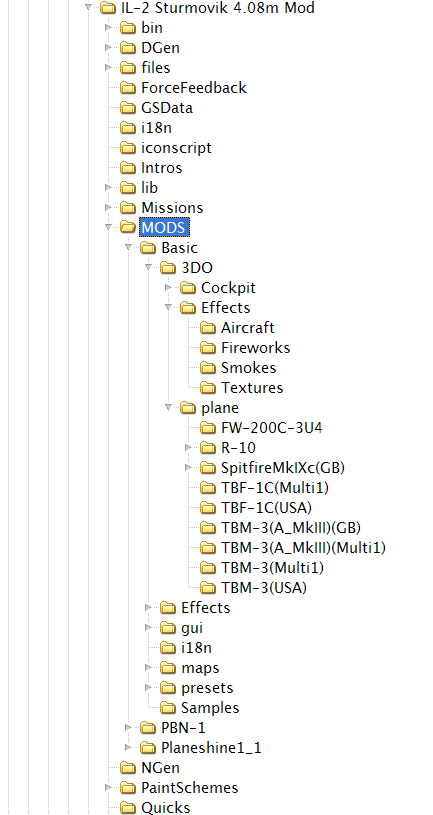 IL-2 Sturmovik 4.08m Mod
bin
DGen
files
ForceFeedback
GSData
i18n
iconscript
Intros
lib
Missions
MODS
Basic
3DO
Cockpit
Effects
Aircraft
Fireworks
Smokes
Textures
plane
FW-200C-3U4
R-10
SpitfireMkIXc(GB)
TBF-1C(Multi1)
TBF-1C(USA)
TBM-3(A_MkIII)(GB)
TBM-3(A_MkIII)(Multi1)
TBM-3(Multi1)
TBM-3(USA)
Effects
gui
i18n
maps
presets
Samples
PBN-1
Planeshine1_1
NGen
PaintSchemes
Quicks